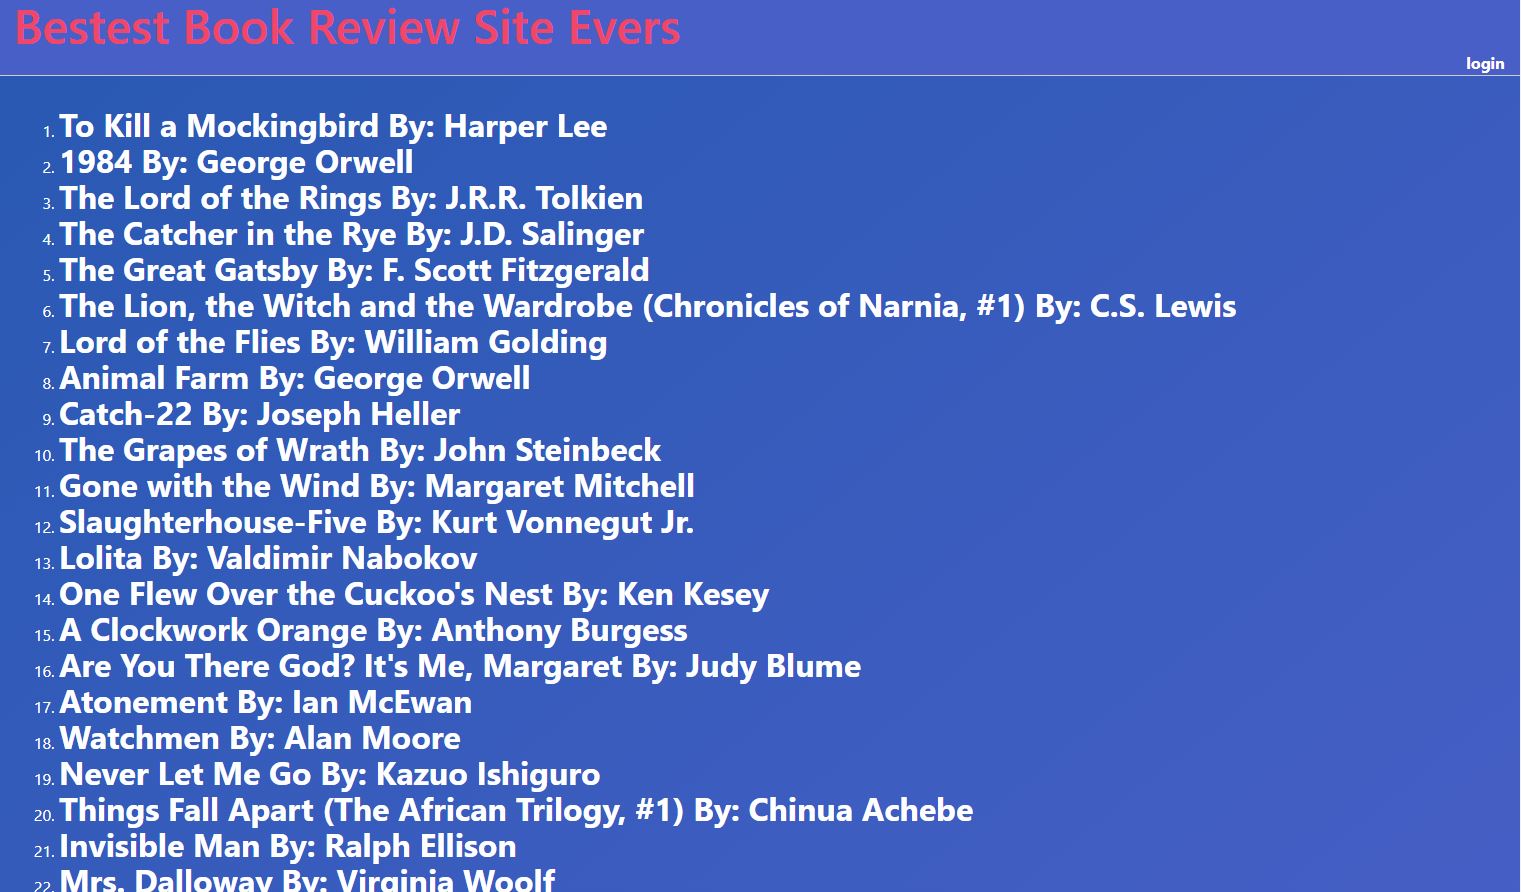 Bestest Book Review Site Evers
login
1. To Kill a Mockingbird By: Harper Lee
2. 1984 By: George Orwell
3. The Lord of the Rings By: J.R.R. Tolkien
4. The Catcher in the Rye By: J.D. Salinger
5. The Great Gatsby By: F. Scott Fitzgerald
6. The Lion, the Witch and the Wardrobe (Chronicles of Narnia, #1) By: C.S. Lewis
7. Lord of the Flies By: William Golding
8. Animal Farm By: George Orwell
9. Catch-22 By: Joseph Heller
10. The Grapes of Wrath By: John Steinbeck
11. Gone with the Wind By: Margaret Mitchell
12. Slaughterhouse-Five By: Kurt Vonnegut Jr.
13. Lolita By: Valdimir Nabokov
14. One Flew Over the Cuckoo's Nest By: Ken Kesey
15. A Clockwork Orange By: Anthony Burgess
16. Are You There God? It's Me, Margaret By: Judy Blume
17. Atonement By: Ian McEwan
18. Watchmen By: Alan Moore
19. Never Let Me Go By: Kazuo Ishiguro
20. Things Fall Apart (The African Trilogy, #1) By: Chinua Achebe
21. Invisible Man By: Ralph Ellison
22. Mrs. Dalloway By: Virginia Woolf